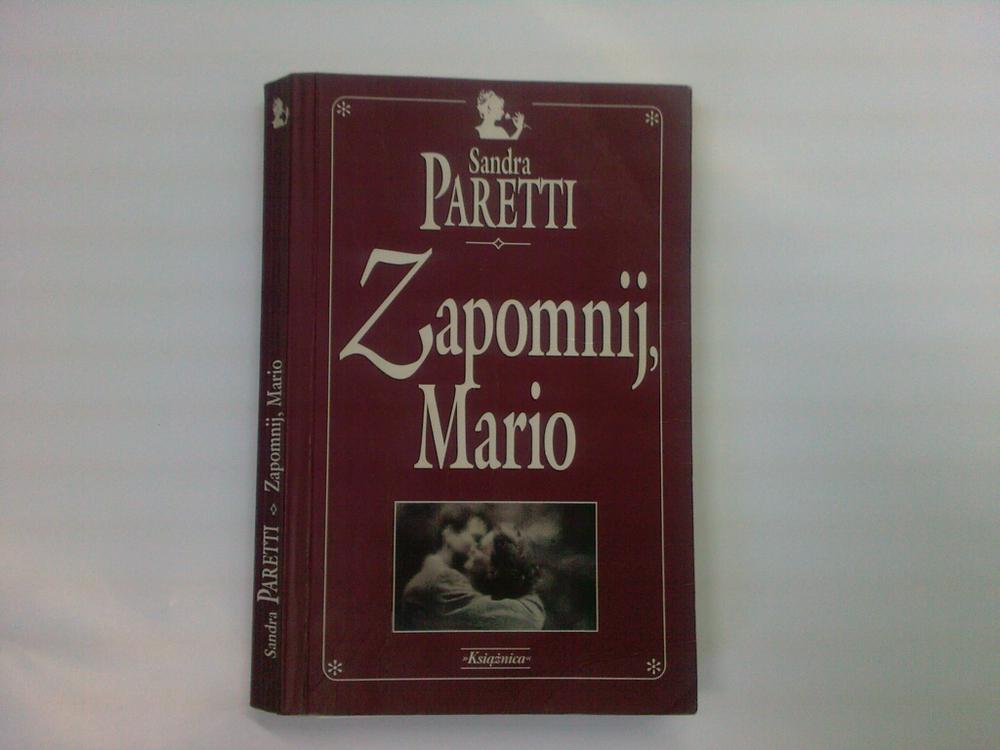 Sandra
PARETTI
Zapomnij,
Mario
»Książnica«
Sandra PARETTI Zapomnij, Mario